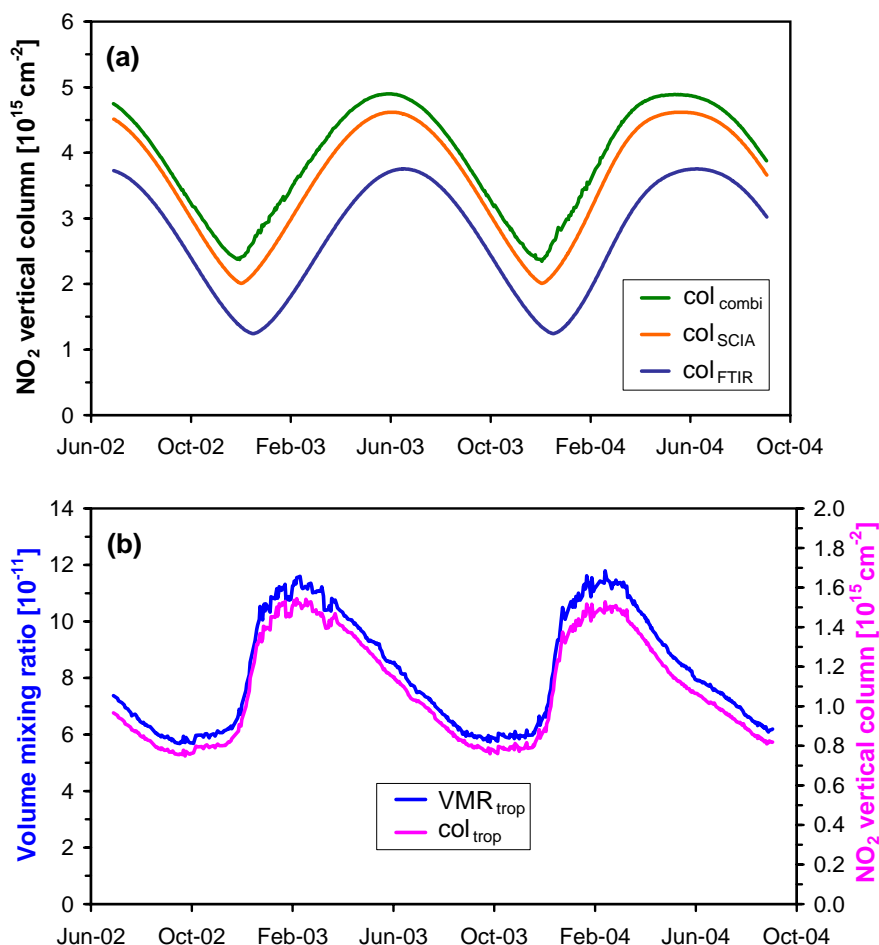 (a)
NO2 vertical column [10^15 cm^-2]
6
5
4
3
2
1
0
col combi
col SCIA
col FTIR
Jun-02 Oct-02 Feb-03 Jun-03 Oct-03 Feb-04 Jun-04 Oct-04
(b)
Volume mixing ratio [10^-11]
14
12
10
8
6
4
2
0
VMR trop
col trop
2.0
1.8
1.6
1.4
1.2
1.0
0.8
0.6
0.4
0.2
0.0
NO2 vertical column [10^15 cm^-2]
Jun-02 Oct-02 Feb-03 Jun-03 Oct-03 Feb-04 Jun-04 Oct-04